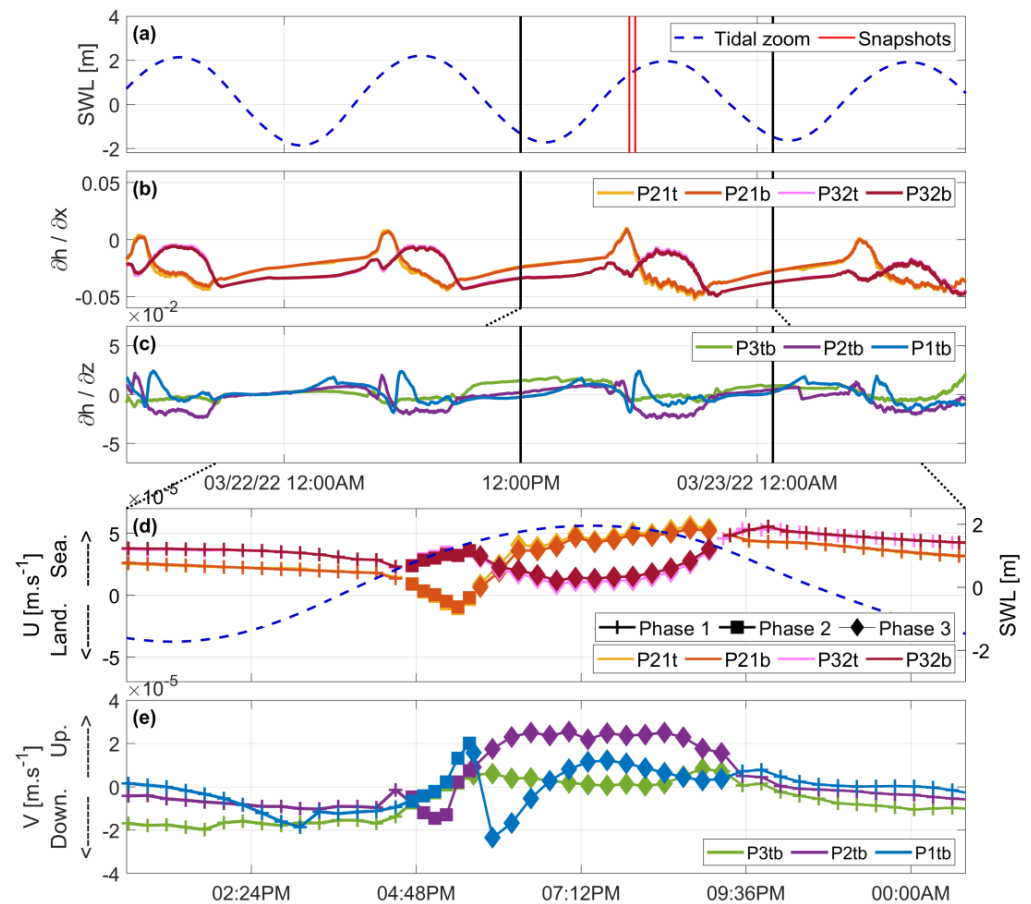 (a)
4
2
0
-2
SWL [m]
Tidal zoom
Snapshots
(b)
0.05
0
-0.05
∂h / ∂x
P21t P21b P32t P32b
×10⁻²
(c)
5
0
-5
∂h / ∂z
P3tb P2tb P1tb
03/22/22 12:00AM 12:00PM 03/23/22 12:00AM
×10⁻⁵
(d)
5
0
-5
U [m.s⁻¹]
Land. Sea.
<------ ------>
2
0
-2
SWL [m]
Phase 1 Phase 2 Phase 3
P21t P21b P32t P32b
×10⁻⁵
(e)
4
2
0
-2
-4
V [m.s⁻¹]
Down. Up.
<------ ------>
P3tb P2tb P1tb
02:24PM 04:48PM 07:12PM 09:36PM 00:00AM